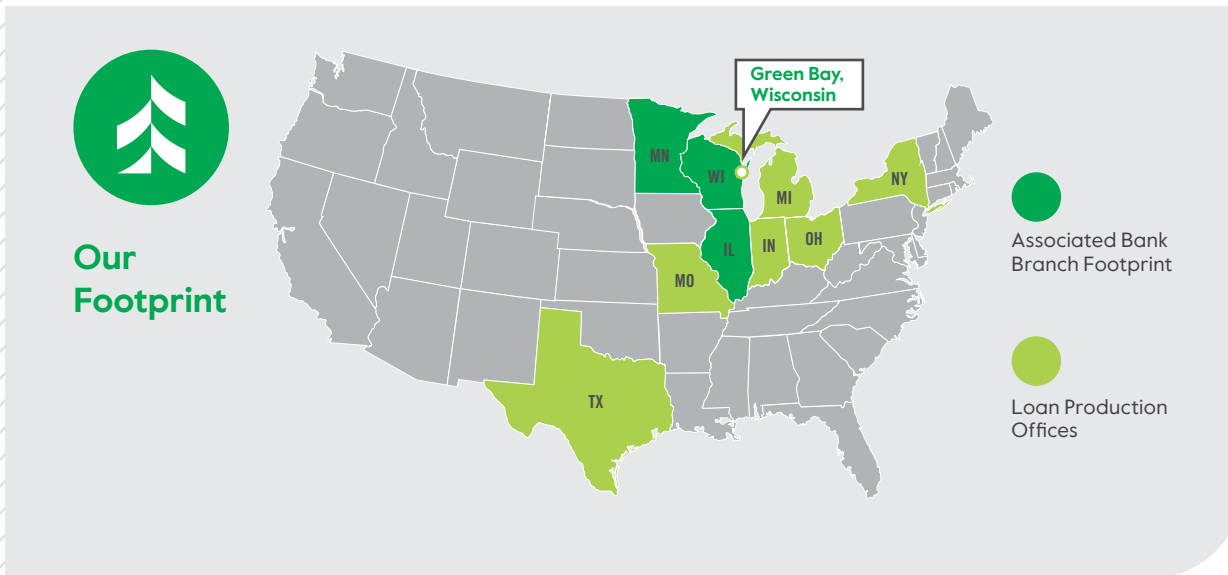 Our
Footprint
Green Bay,
Wisconsin
MN
WI
MI
NY
IL
IN
OH
MO
TX
Associated Bank
Branch Footprint
Loan Production
Offices